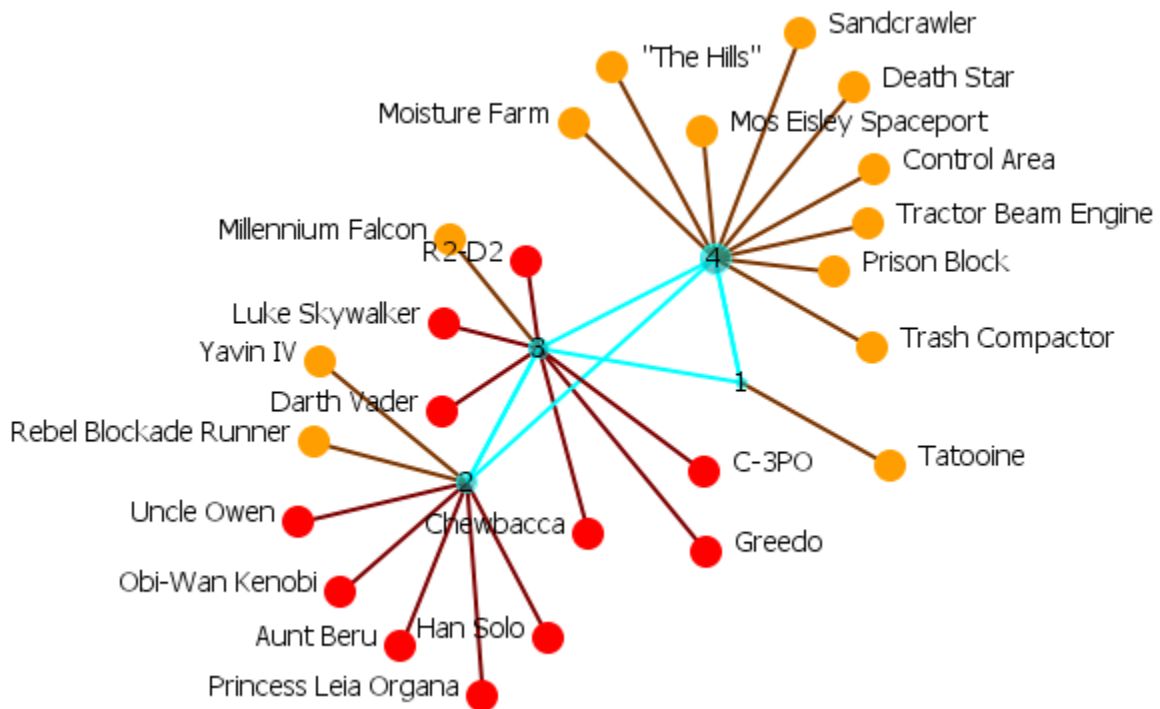 Sandcrawler
"The Hills"
Death Star
Moisture Farm
Mos Eisley Spaceport
Control Area
Tractor Beam Engine
Millennium Falcon
R2-D2
4
Prison Block
Luke Skywalker
Trash Compactor
Yavin IV
3
1
Darth Vader
Rebel Blockade Runner
C-3PO
Tatooine
2
Uncle Owen
Chewbacca
Greedo
Obi-Wan Kenobi
Aunt Beru
Han Solo
Princess Leia Organa